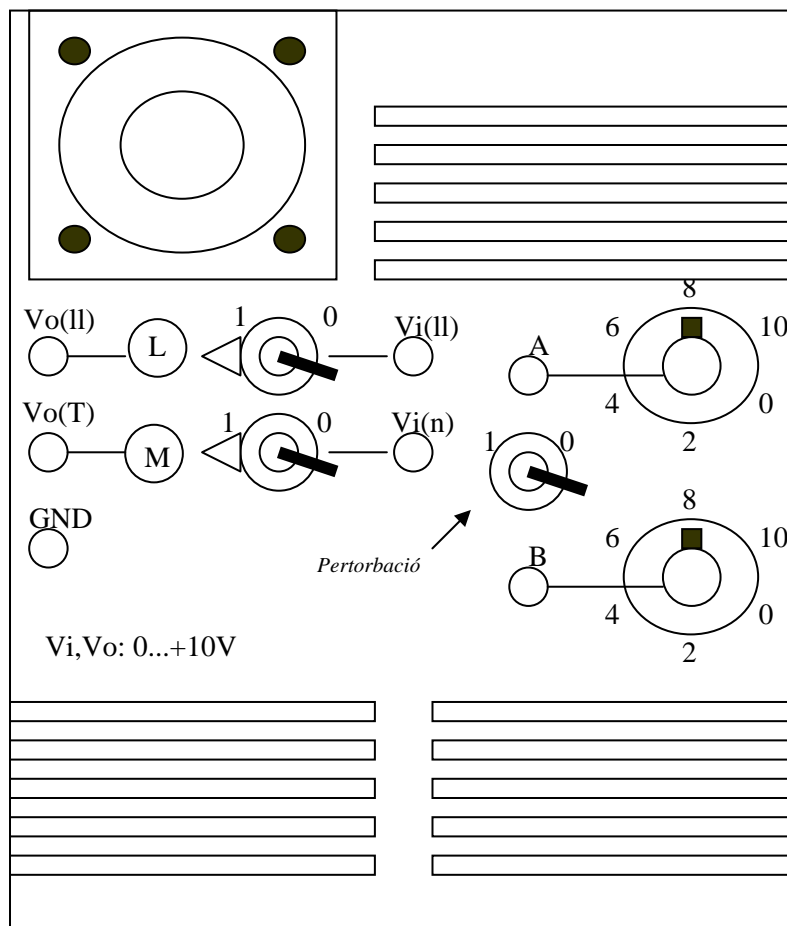 8
Vo(ll) 1 0 Vi(ll) 6 10
L A
4 0
Vo(T) 1 0 Vi(n) 2
M 1 0
8
GND 6 10
Pertorbació B
4 0
Vi,Vo: 0...+10V 2